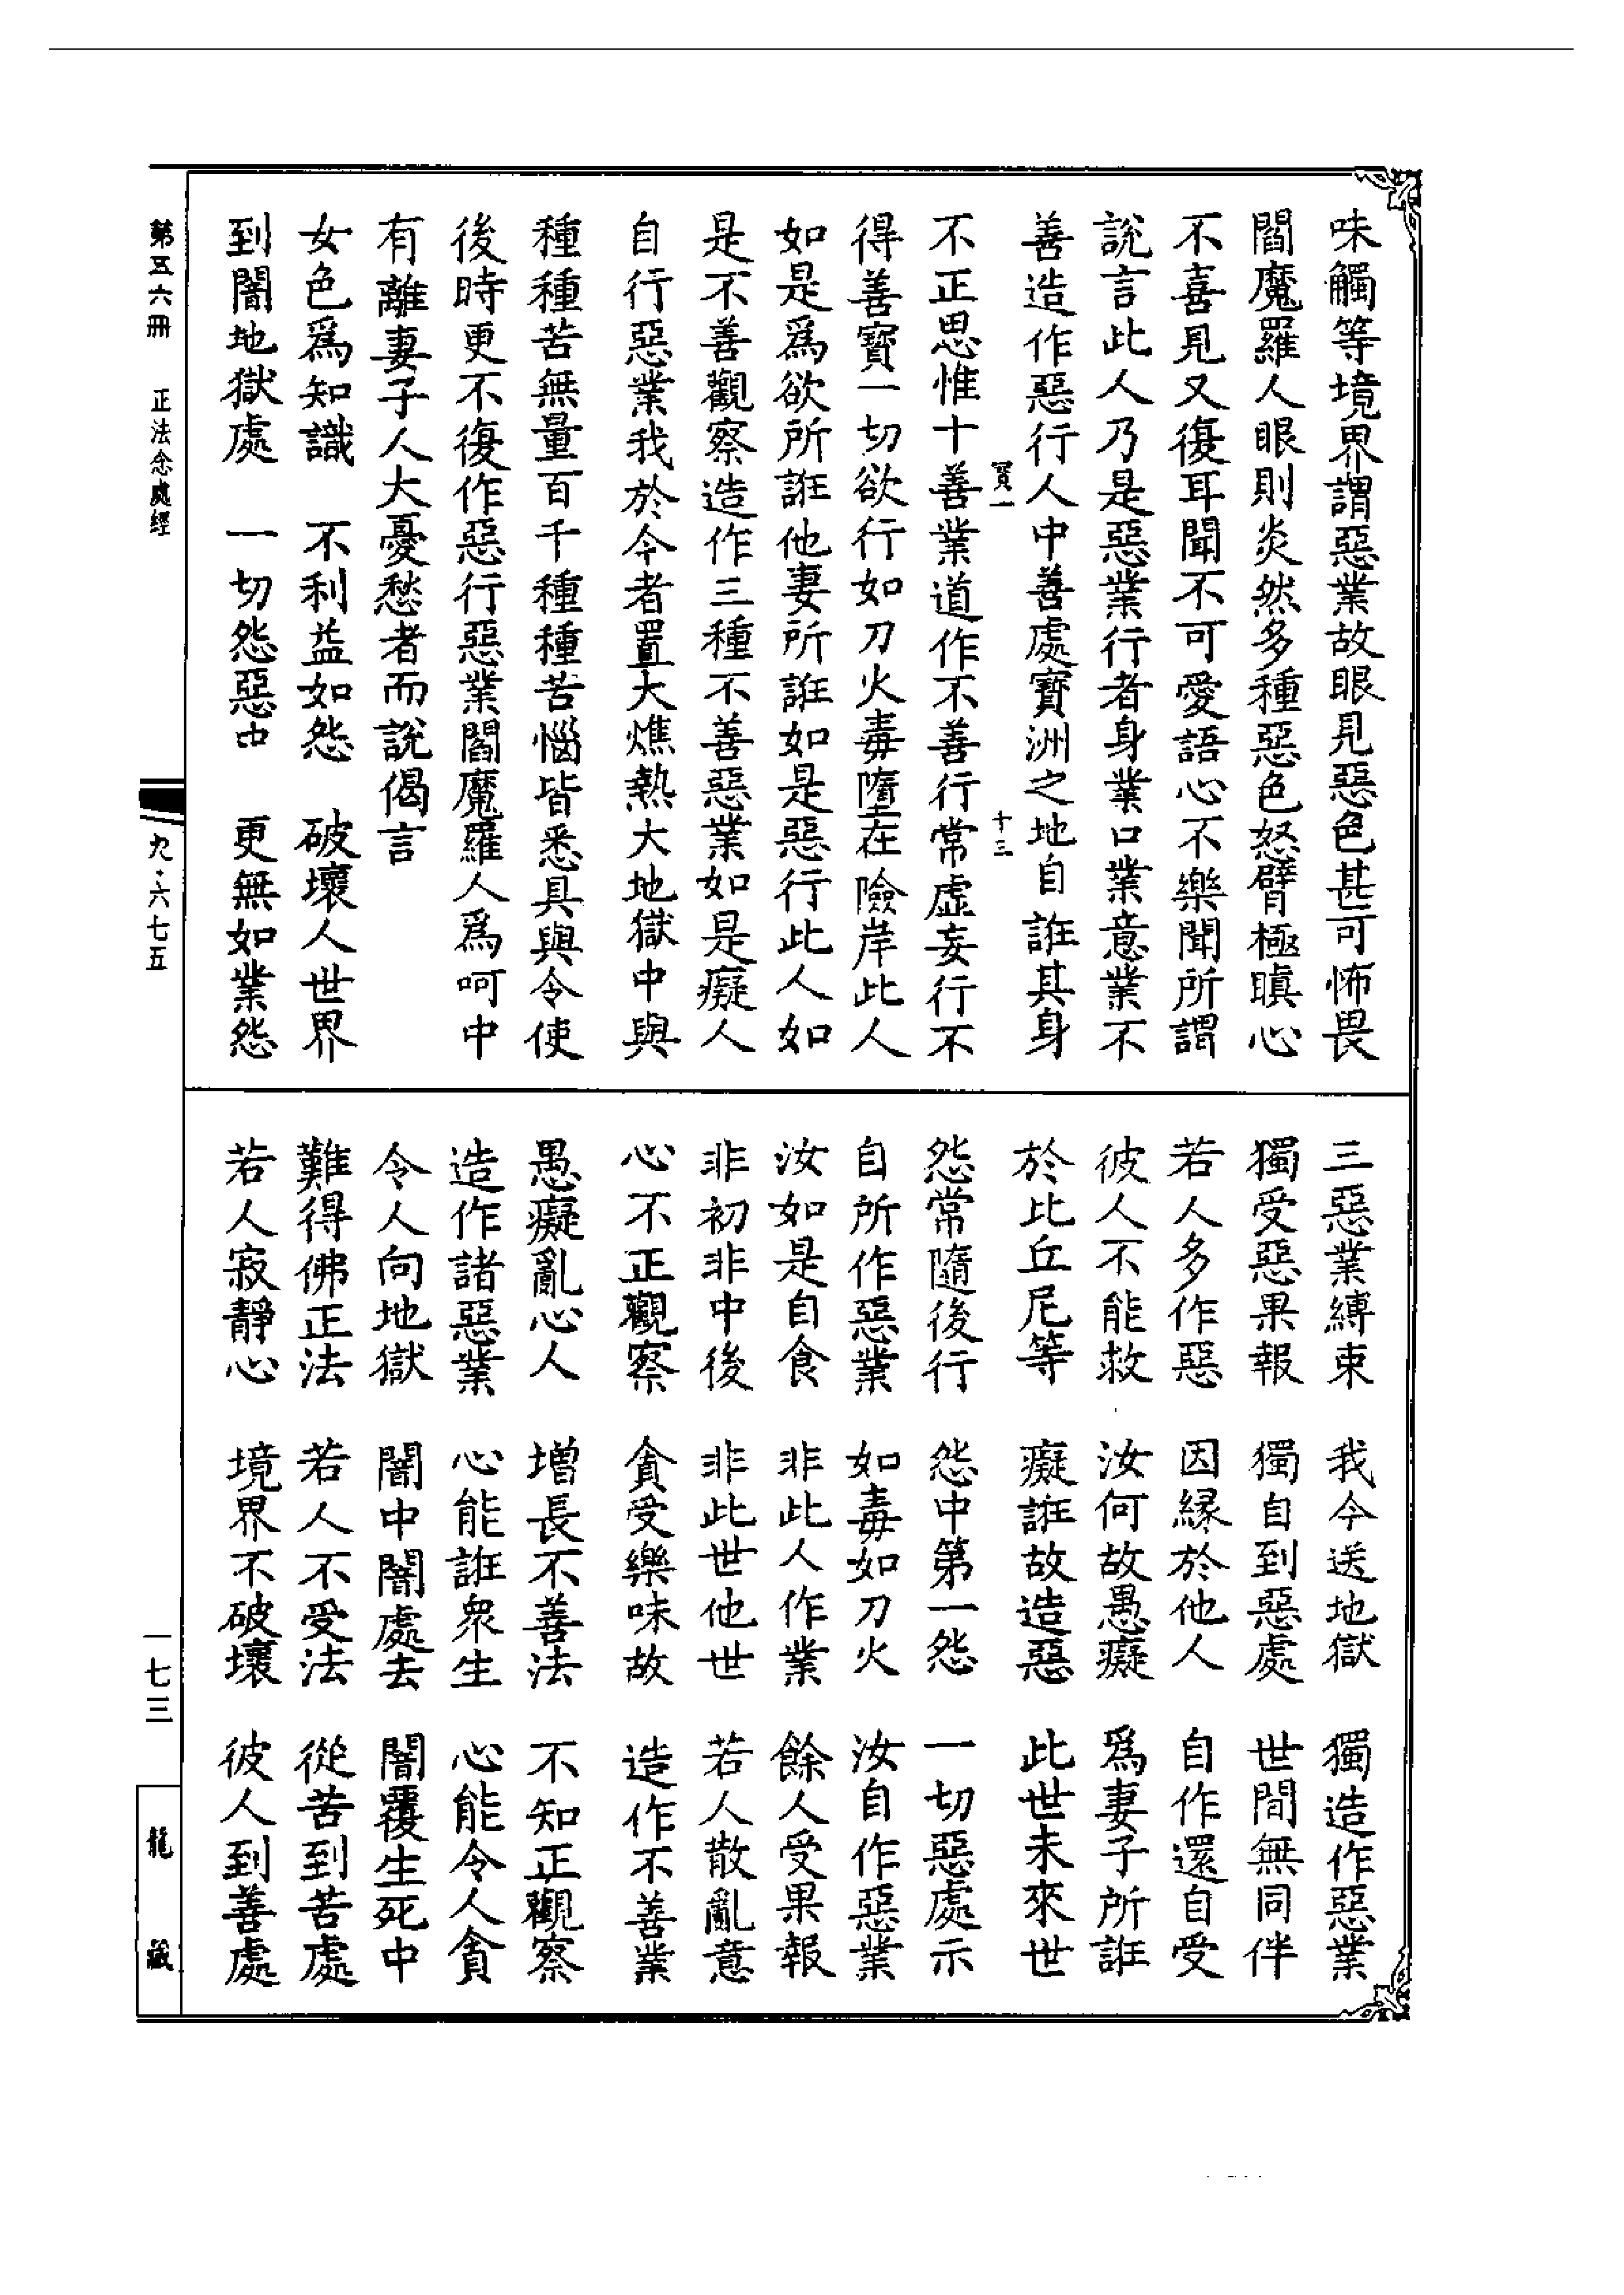 味觸等境界謂惡業故眼見惡色甚可怖畏
閻魔羅人眼則炎然多種惡色怒臂極瞋心
不喜見又復耳聞不可愛語心不樂聞所謂
說言此人乃是惡業行者身業口業意業不
善造作惡行人中善處寶洲之地自誑其身
寶一 十三
不正思惟十善業道作不善行常虛妄行不
得善寶一切欲行如刀火毒墮在險岸此人
如是爲欲所誑他妻所誑如是惡行此人如
是不善觀察造作三種不善惡業如是癡人
自行惡業我於今者置大燋熱大地獄中與
種種苦無量百千種種苦惱皆悉具與令使
後時更不復作惡行惡業閻魔羅人爲呵中
有離妻子人大憂愁者而說偈言
女色爲知識 不利益如怨 破壞人世界
到闇地獄處 一切怨惡中 更無如業怨
三惡業縛束 我今送地獄 獨造作惡業
獨受惡果報 獨自到惡處 世間無同伴
若人多作惡 因緣於他人 自作還自受
彼人不能救 汝何故愚癡 爲妻子所誑
於比丘尼等 癡誑故造惡 此世未來世
怨常隨後行 怨中第一怨 一切惡處示
自所作惡業 如毒如刀火 汝自作惡業
汝如是自食 非此人作業 餘人受果報
非初非中後 非此世他世 若人散亂意
心不正觀察 貪受樂味故 造作不善業
愚癡亂心人 增長不善法 不知正觀察
造作諸惡業 心能誑衆生 心能令人貪
令人向地獄 闇中闇處去 闇覆生死中
難得佛正法 若人不受法 從苦到苦處
若人寂靜心 境界不破壞 彼人到善處
第五六冊 正法念處經
九·六七五
一七三
龍藏